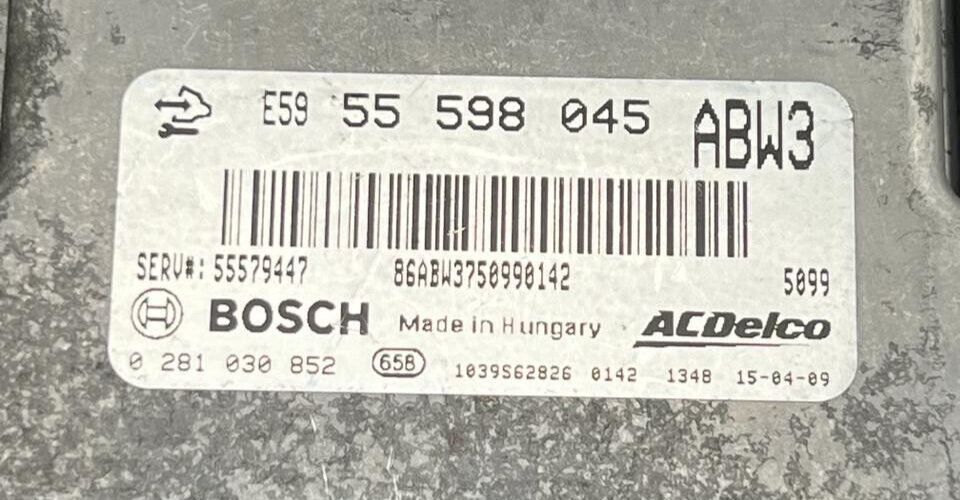 E59 55 598 045 ABW3
SERV#: 55579447 86ABW3750990142 5099
BOSCH Made in Hungary ACDelco
0 281 030 852 658 1039S62826 0142 1348 15-04-09